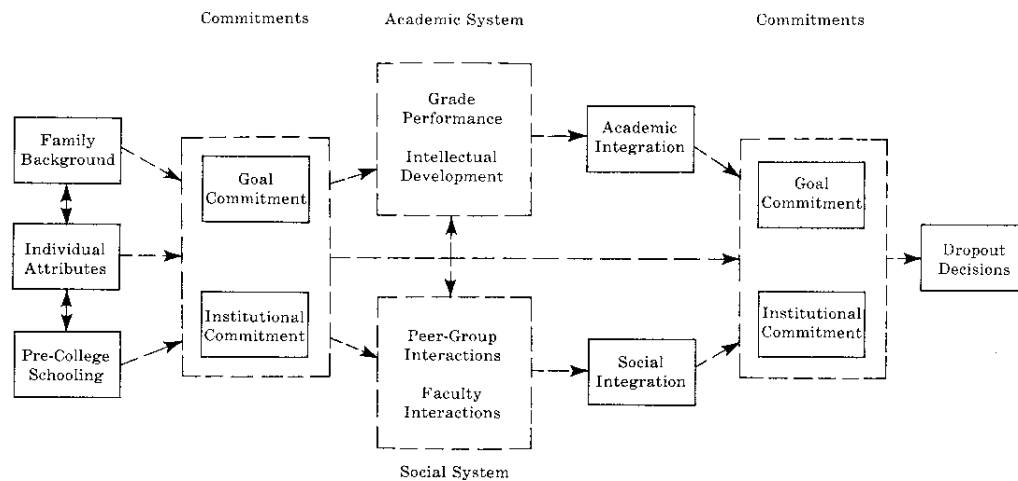 Commitments
Academic System
Commitments
Family
Background
Individual
Attributes
Pre-College
Schooling
Goal
Commitment
Institutional
Commitment
Grade
Performance
Intellectual
Development
Peer-Group
Interactions
Faculty
Interactions
Social System
Academic
Integration
Social
Integration
Goal
Commitment
Institutional
Commitment
Dropout
Decisions